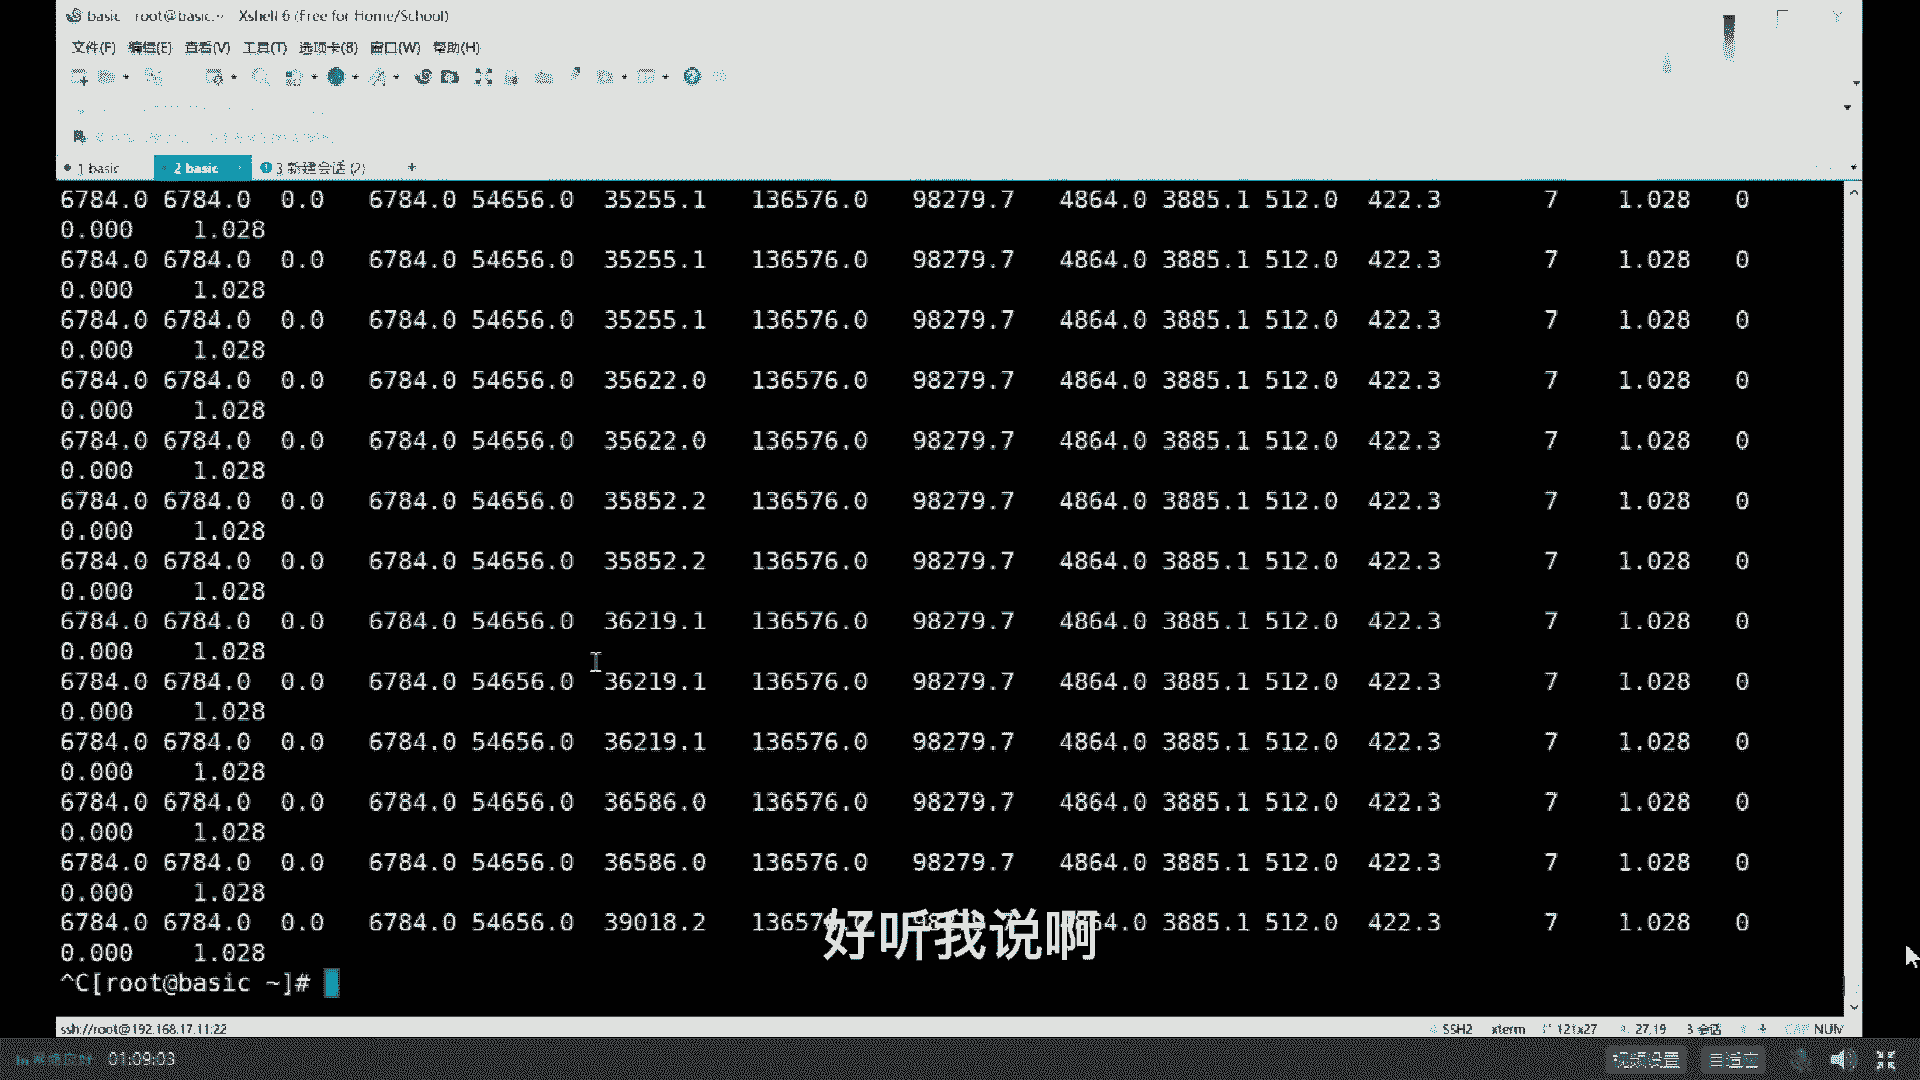 basic root@basic:~ Xshell 6 (Free for Home/School)
文件(F) 编辑(E) 查看(V) 工具(T) 选项卡(B) 窗口(W) 帮助(H)
1 basic 2 basic 3 新建会话 (2) +
6784.0 6784.0 0.0 6784.0 54656.0 35255.1 136576.0 98279.7 4864.0 3885.1 512.0 422.3 7 1.028 0
0.000 1.028
6784.0 6784.0 0.0 6784.0 54656.0 35255.1 136576.0 98279.7 4864.0 3885.1 512.0 422.3 7 1.028 0
0.000 1.028
6784.0 6784.0 0.0 6784.0 54656.0 35255.1 136576.0 98279.7 4864.0 3885.1 512.0 422.3 7 1.028 0
0.000 1.028
6784.0 6784.0 0.0 6784.0 54656.0 35622.0 136576.0 98279.7 4864.0 3885.1 512.0 422.3 7 1.028 0
0.000 1.028
6784.0 6784.0 0.0 6784.0 54656.0 35622.0 136576.0 98279.7 4864.0 3885.1 512.0 422.3 7 1.028 0
0.000 1.028
6784.0 6784.0 0.0 6784.0 54656.0 35852.2 136576.0 98279.7 4864.0 3885.1 512.0 422.3 7 1.028 0
0.000 1.028
6784.0 6784.0 0.0 6784.0 54656.0 35852.2 136576.0 98279.7 4864.0 3885.1 512.0 422.3 7 1.028 0
0.000 1.028
6784.0 6784.0 0.0 6784.0 54656.0 36219.1 136576.0 98279.7 4864.0 3885.1 512.0 422.3 7 1.028 0
0.000 1.028
6784.0 6784.0 0.0 6784.0 54656.0 36219.1 136576.0 98279.7 4864.0 3885.1 512.0 422.3 7 1.028 0
0.000 1.028
6784.0 6784.0 0.0 6784.0 54656.0 36219.1 136576.0 98279.7 4864.0 3885.1 512.0 422.3 7 1.028 0
0.000 1.028
6784.0 6784.0 0.0 6784.0 54656.0 36586.0 136576.0 98279.7 4864.0 3885.1 512.0 422.3 7 1.028 0
0.000 1.028
6784.0 6784.0 0.0 6784.0 54656.0 36586.0 136576.0 98279.7 4864.0 3885.1 512.0 422.3 7 1.028 0
0.000 1.028
6784.0 6784.0 0.0 6784.0 54656.0 39018.2 3885.1 512.0 422.3 7 1.028 0
好听我说啊
0.000 1.028
^C[root@basic ~]#
ssh://root@192.168.17.11:22 SSH2 xterm 121x27 27,19 3 会话 CAP NUM
01:09:03 视频设置 自适应